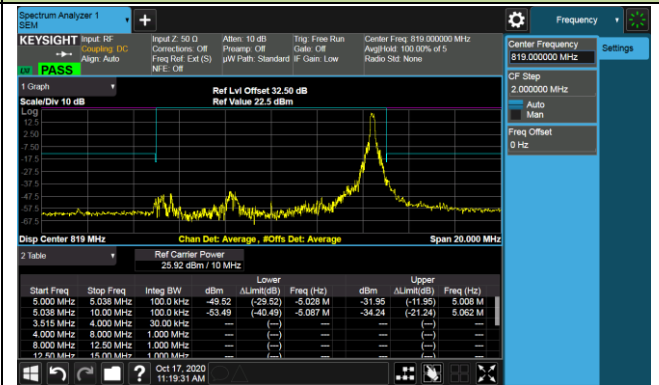 Spectrum Analyzer 1
SEM
+
Frequency
KEYSIGHT
Input: RF
Coupling: DC
Align: Auto
Input Z: 50 Ω
Corrections: Off
Freq Ref: Ext (S)
NFE: Off
Atten: 10 dB
Preamp: Off
µW Path: Standard
Trig: Free Run
Gate: Off
IF Gain: Low
Center Freq: 819.000000 MHz
Avg|Hold: 100.00% of 5
Radio Std: None
PASS
Center Frequency
819.000000 MHz
Settings
CF Step
2.000000 MHz
Auto
Man
Freq Offset
0 Hz
1 Graph
Scale/Div 10 dB
Ref Lvl Offset 32.50 dB
Ref Value 22.5 dBm
Log
12.5
2.50
-7.50
-17.5
-27.5
-37.5
-47.5
-57.5
-67.5
Disp Center 819 MHz
Chan Det: Average , #Offs Det: Average
Span 20.000 MHz
2 Table
Ref Carrier Power
25.92 dBm / 10 MHz
Lower Upper
Start Freq Stop Freq Integ BW dBm ΔLimit(dB) Freq (Hz) dBm ΔLimit(dB) Freq (Hz)
5.000 MHz 5.038 MHz 100.0 kHz -49.52 (-29.52) -5.028 M -31.95 (-11.95) 5.008 M
5.038 MHz 10.00 MHz 100.0 kHz -53.49 (-40.49) -5.087 M -34.24 (-21.24) 5.062 M
3.515 MHz 4.000 MHz 30.00 kHz --- (---) --- --- (---) ---
4.000 MHz 8.000 MHz 1.000 MHz --- (---) --- --- (---) ---
8.000 MHz 12.50 MHz 1.000 MHz --- (---) --- --- (---) ---
12.50 MHz 15.00 MHz 1.000 MHz --- (---) --- --- (---) ---
?
Oct 17, 2020
11:19:31 AM